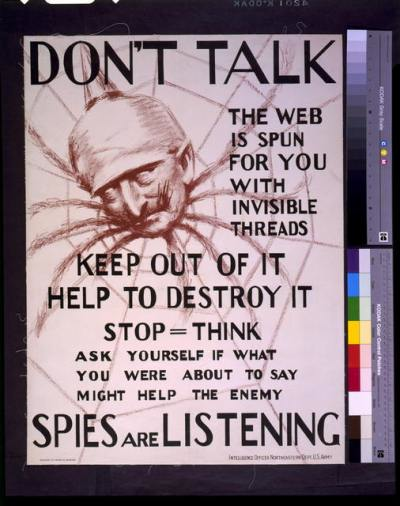 DON'T TALK
THE WEB
IS SPUN
FOR YOU
WITH
INVISIBLE
THREADS
KEEP OUT OF IT
HELP TO DESTROY IT
STOP = THINK
ASK YOURSELF IF WHAT
YOU WERE ABOUT TO SAY
MIGHT HELP THE ENEMY
SPIES ARE LISTENING
INTELLIGENCE OFFICER NORTHEASTERN DEPT. U.S. ARMY
KODAK Gray Scale
C M
KODAK Color Control Patches